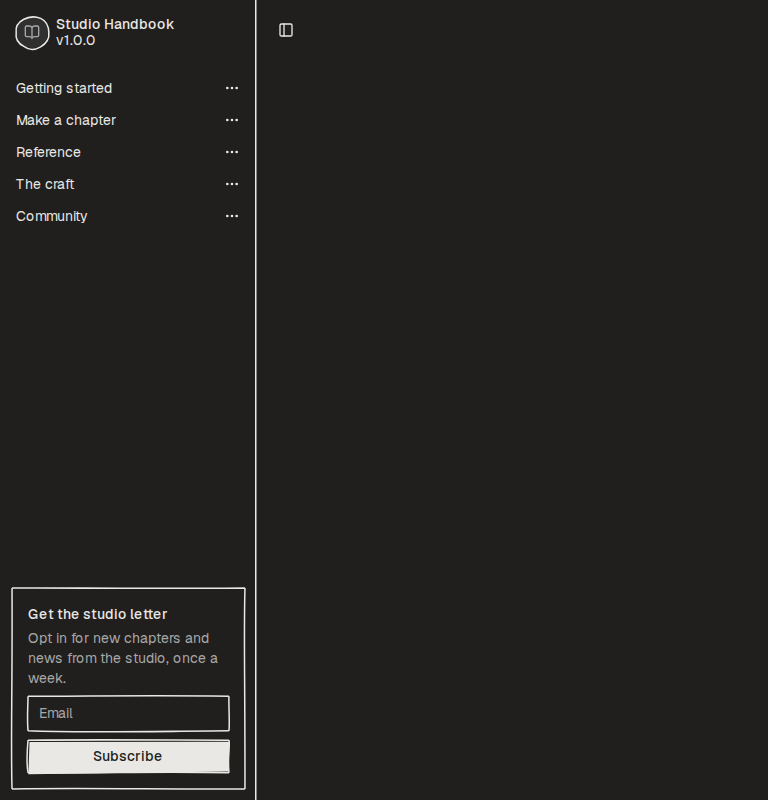 Studio Handbook
v1.0.0
Getting started
Make a chapter
Reference
The craft
Community
Get the studio letter
Opt in for new chapters and
news from the studio, once a
week.
Email
Subscribe